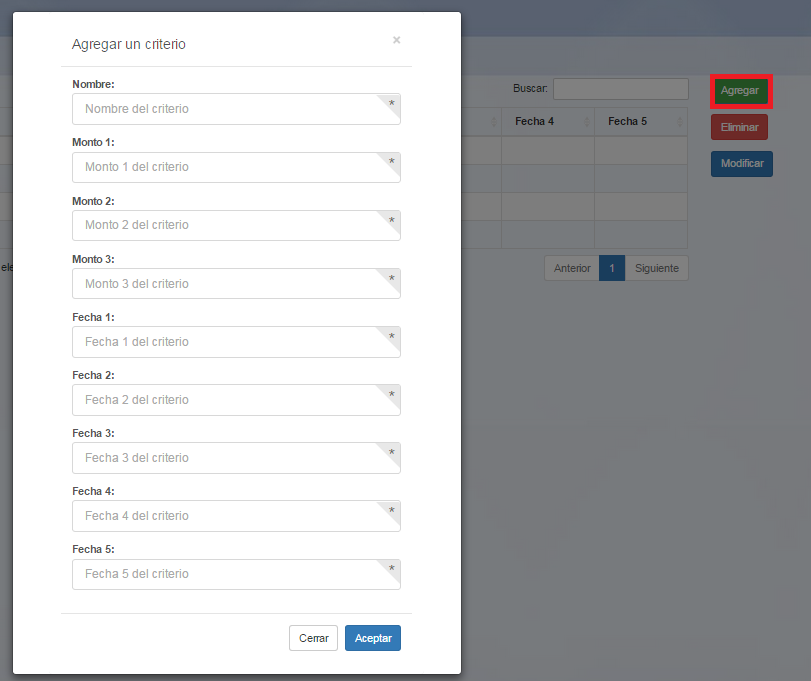 Agregar un criterio ×
Nombre:
Nombre del criterio *
Monto 1:
Monto 1 del criterio *
Monto 2:
Monto 2 del criterio *
Monto 3:
Monto 3 del criterio *
Fecha 1:
Fecha 1 del criterio *
Fecha 2:
Fecha 2 del criterio *
Fecha 3:
Fecha 3 del criterio *
Fecha 4:
Fecha 4 del criterio *
Fecha 5:
Fecha 5 del criterio *
Cerrar Aceptar
Buscar:
Fecha 4 Fecha 5
ele
Anterior 1 Siguiente
Agregar
Eliminar
Modificar